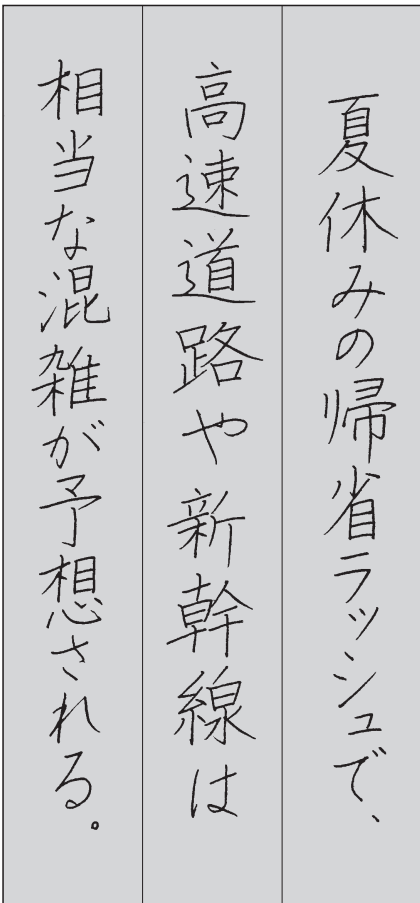 夏休みの帰省ラッシュで、
高速道路や新幹線は
相当な混雑が予想される。